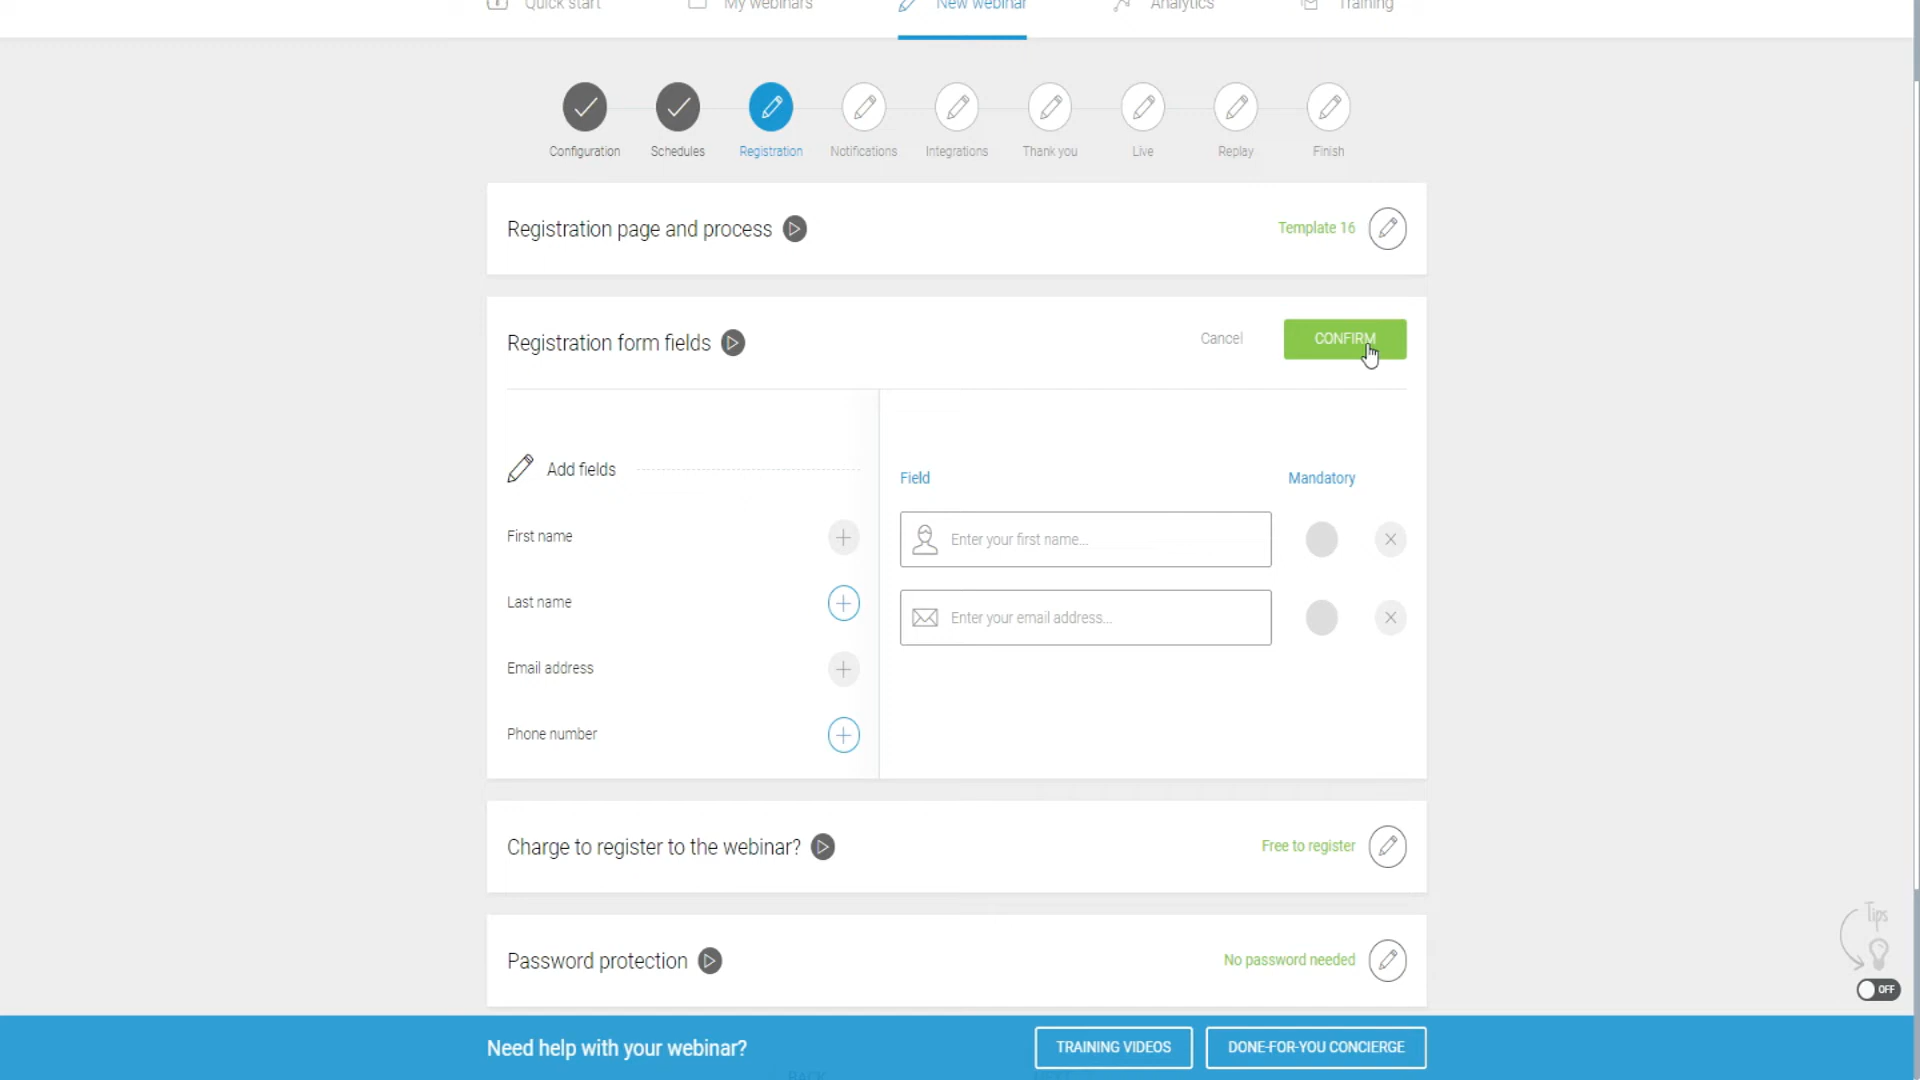 Quick start
My webinars
New webinar
Analytics
Training
Configuration
Schedules
Registration
Notifications
Integrations
Thank you
Live
Replay
Finish
Registration page and process
Template 16
Registration form fields
Cancel
CONFIRM
Add fields
Field
Mandatory
First name
Enter your first name...
Last name
Enter your email address...
Email address
Phone number
Charge to register to the webinar?
Free to register
Password protection
No password needed
Tips
OFF
Need help with your webinar?
TRAINING VIDEOS
DONE-FOR-YOU CONCIERGE
BACK
NEXT